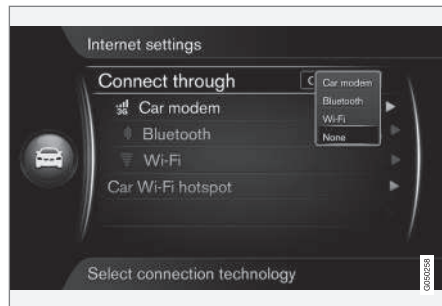 Internet settings
Connect through
Car modem
Bluetooth
Wi-Fi
None
3G Car modem
Bluetooth
Wi-Fi
Car Wi-Fi hotspot
Select connection technology
G050258